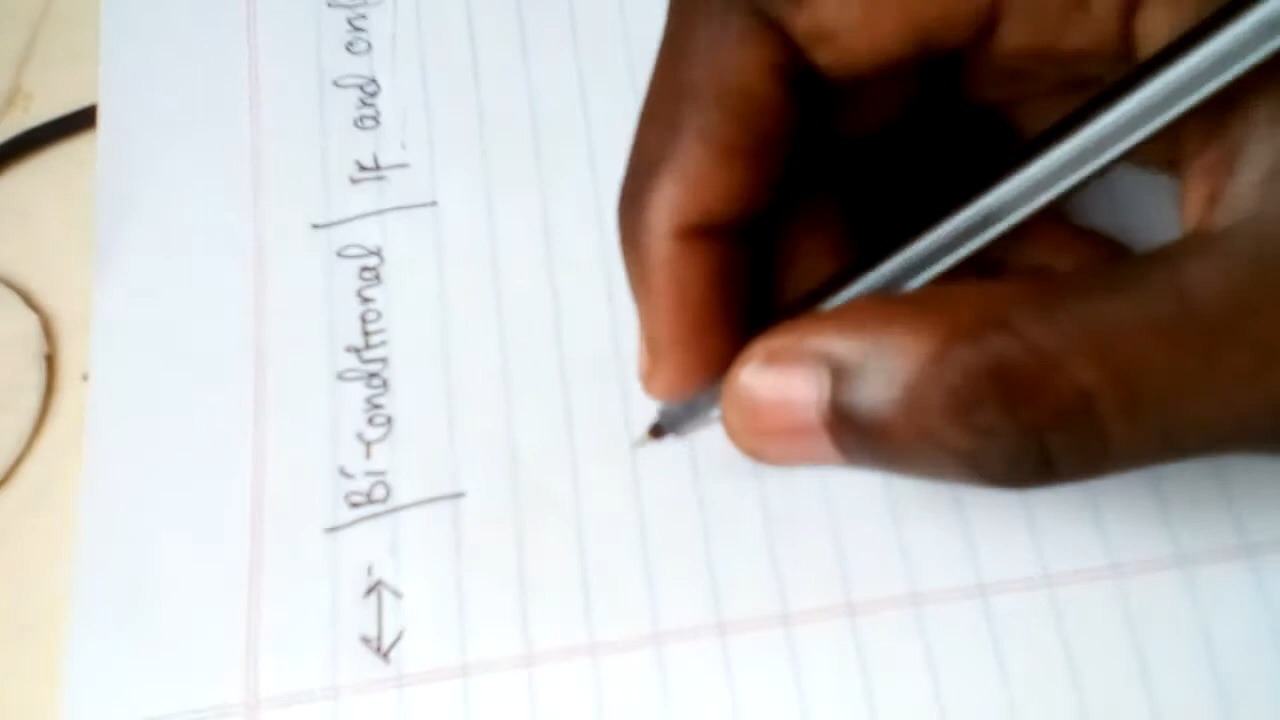 ↔ | Bi-conditional | If and